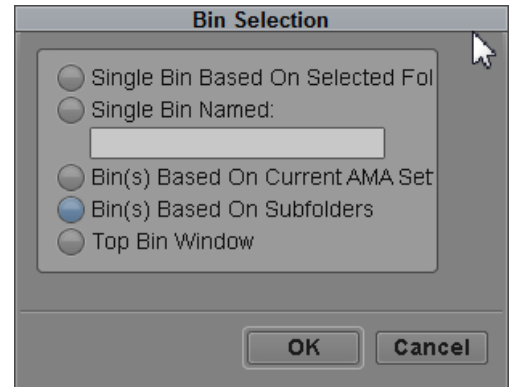 Bin Selection
Single Bin Based On Selected Fol
Single Bin Named:
Bin(s) Based On Current AMA Set
Bin(s) Based On Subfolders
Top Bin Window
OK Cancel